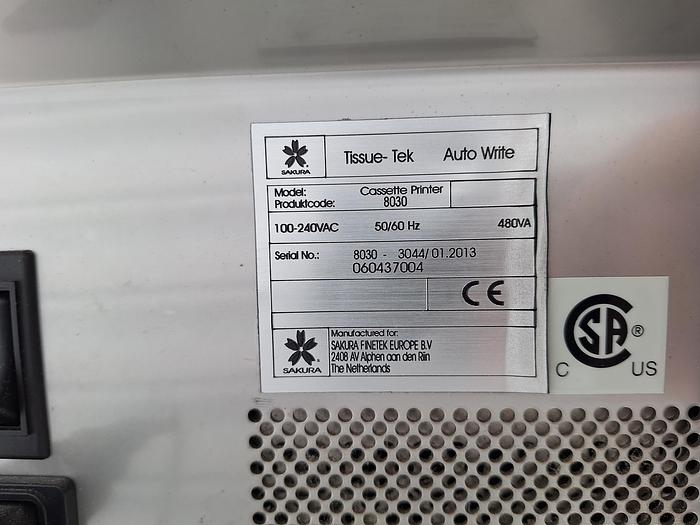 SAKURA
Tissue- Tek Auto Write
Model: Cassette Printer
Produktcode: 8030
100-240VAC 50/60 Hz 480VA
Serial No.: 8030 - 3044/01.2013
060437004
CE
SAKURA
Manufactured for:
SAKURA FINETEK EUROPE B.V
2408 AV Alphen aan den Riin
The Netherlands
SA ®
C US